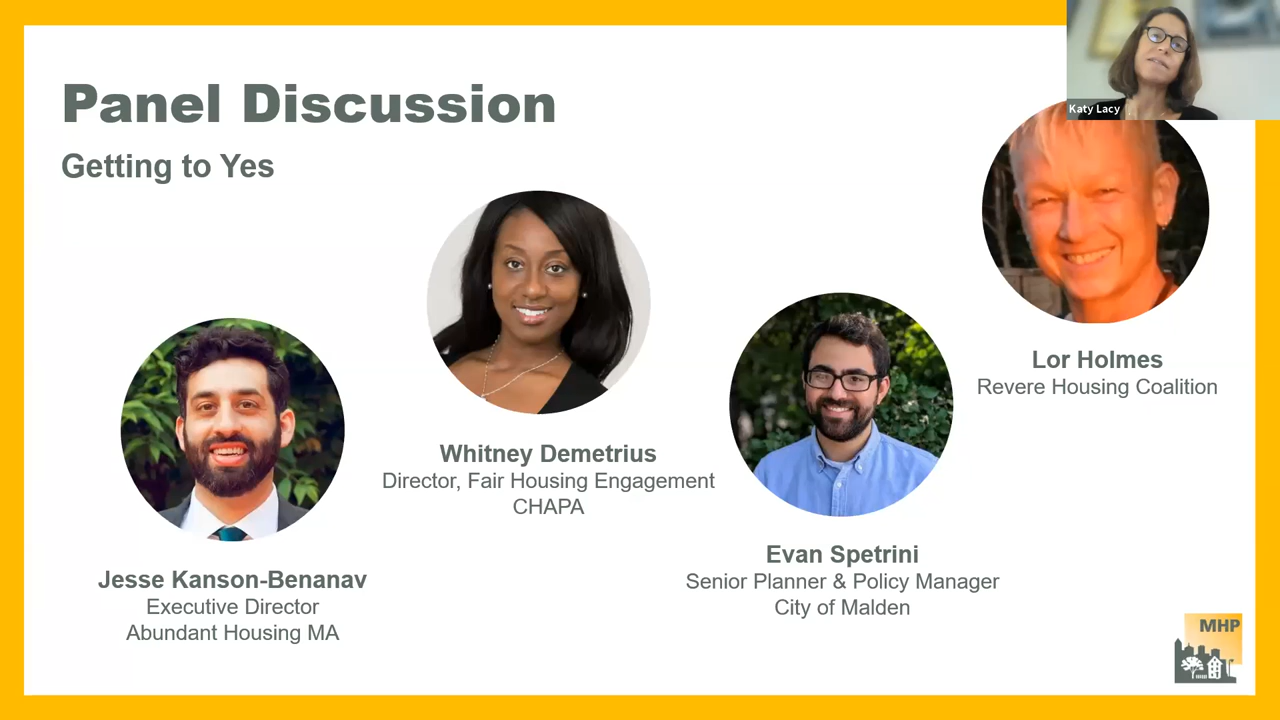 Panel Discussion
Getting to Yes
Katy Lacy
Lor Holmes
Revere Housing Coalition
Whitney Demetrius
Director, Fair Housing Engagement
CHAPA
Evan Spetrini
Senior Planner & Policy Manager
City of Malden
Jesse Kanson-Benanav
Executive Director
Abundant Housing MA
MHP